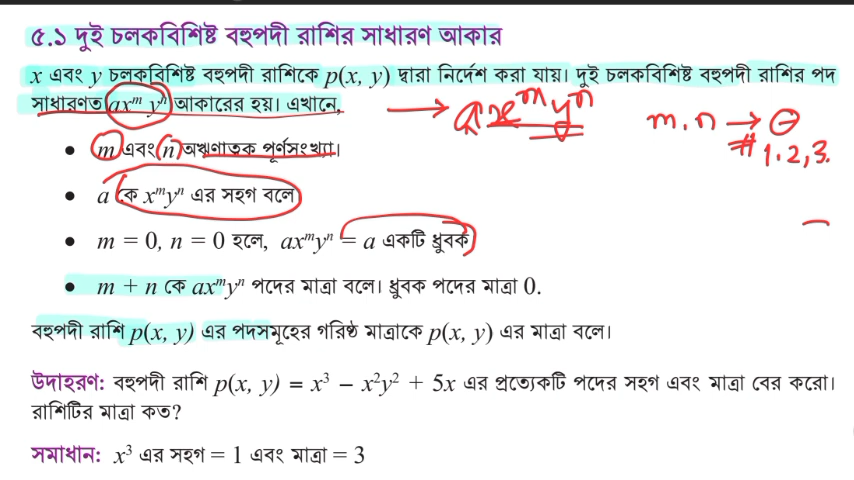 ৫.১ দুই চলকবিশিষ্ট বহুপদী রাশির সাধারণ আকার
x এবং y চলকবিশিষ্ট বহুপদী রাশিকে p(x, y) দ্বারা নির্দেশ করা যায়। দুই চলকবিশিষ্ট বহুপদী রাশির পদ
সাধারণত axᵐ yⁿ আকারের হয়। এখানে,
→ axᵐyⁿ
m, n → ⊖
# 1, 2, 3.
• m এবং n অঋণাত্বক পূর্ণসংখ্যা।
• a কে xᵐyⁿ এর সহগ বলে
• m = 0, n = 0 হলে, axᵐyⁿ = a একটি ধ্রুবক
• m + n কে axᵐyⁿ পদের মাত্রা বলে। ধ্রুবক পদের মাত্রা 0.
বহুপদী রাশি p(x, y) এর পদসমূহের গরিষ্ঠ মাত্রাকে p(x, y) এর মাত্রা বলে।
উদাহরণ: বহুপদী রাশি p(x, y) = x³ − x²y² + 5x এর প্রত্যেকটি পদের সহগ এবং মাত্রা বের করো।
রাশিটির মাত্রা কত?
সমাধান: x³ এর সহগ = 1 এবং মাত্রা = 3